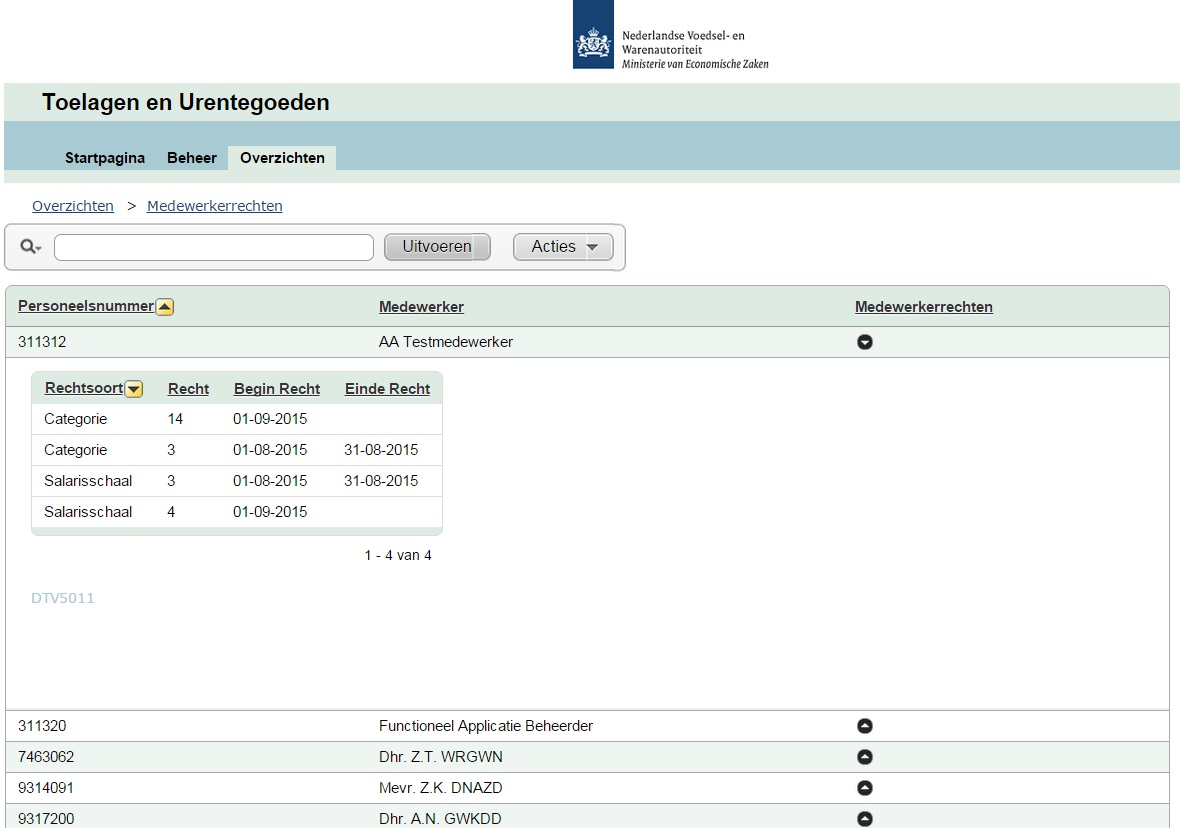 Nederlandse Voedsel- en
Warenautoriteit
Ministerie van Economische Zaken
Toelagen en Urentegoeden
Startpagina Beheer Overzichten
Overzichten > Medewerkerrechten
Uitvoeren Acties
Personeelsnummer Medewerker Medewerkerrechten
311312 AA Testmedewerker
Rechtsoort Recht Begin Recht Einde Recht
Categorie 14 01-09-2015
Categorie 3 01-08-2015 31-08-2015
Salarisschaal 3 01-08-2015 31-08-2015
Salarisschaal 4 01-09-2015
1 - 4 van 4
DTV5011
311320 Functioneel Applicatie Beheerder
7463062 Dhr. Z.T. WRGWN
9314091 Mevr. Z.K. DNAZD
9317200 Dhr. A.N. GWKDD